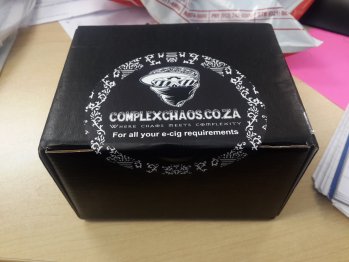 COMPLEXCHAOS.CO.ZA
WHERE CHAOS MEETS COMPLEXITY
For all your e-cig requirements